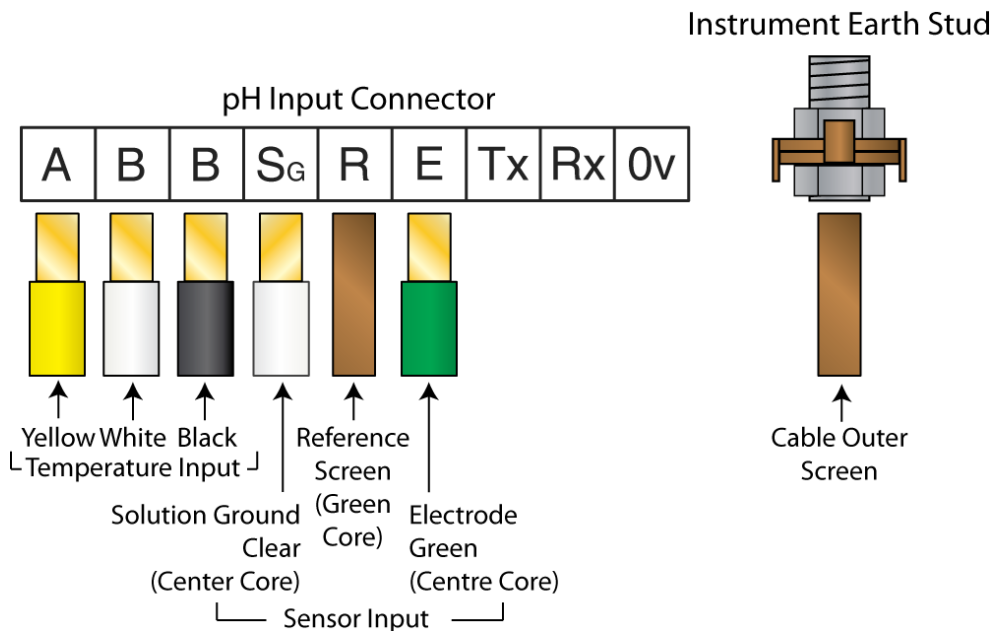 Instrument Earth Stud
pH Input Connector
A B B SG R E Tx Rx 0v
Yellow White Black
Temperature Input
Reference
Screen
(Green
Core)
Solution Ground
Clear
(Center Core)
Electrode
Green
(Centre Core)
Sensor Input
Cable Outer
Screen